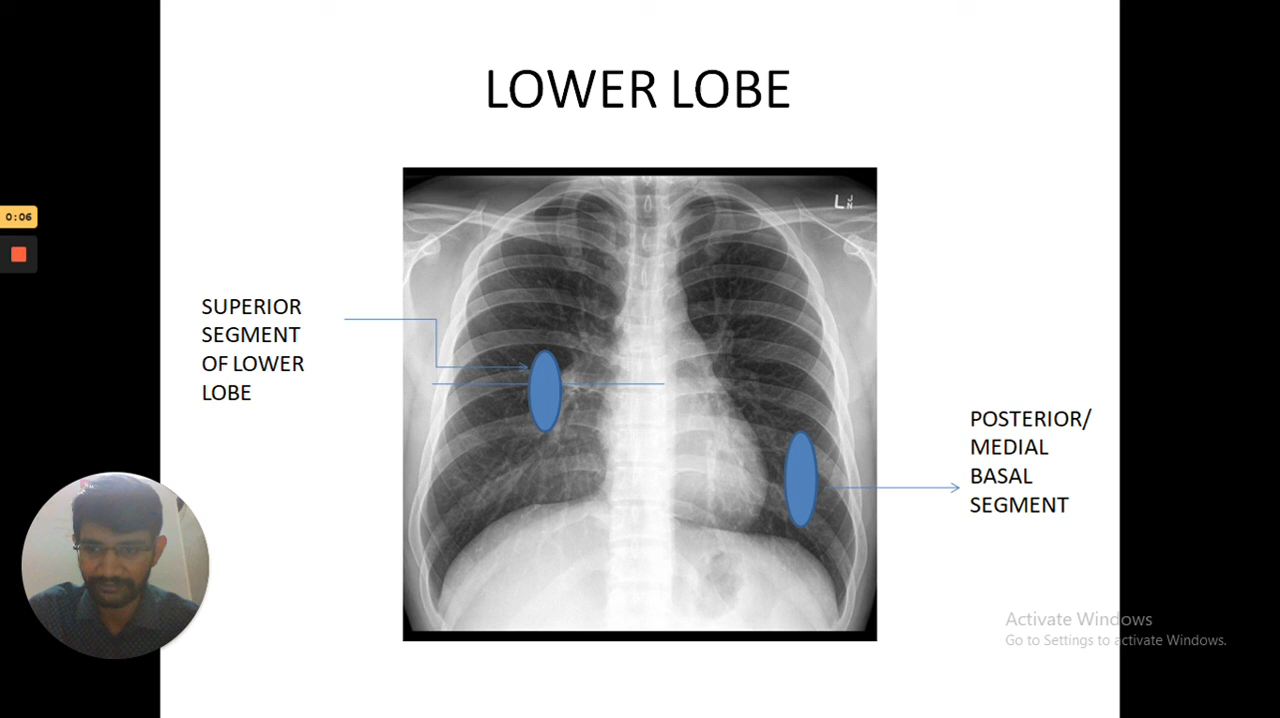 LOWER LOBE
L
J
N
0:06
SUPERIOR
SEGMENT
OF LOWER
LOBE
POSTERIOR/
MEDIAL
BASAL
SEGMENT
Activate Windows
Go to Settings to activate Windows.